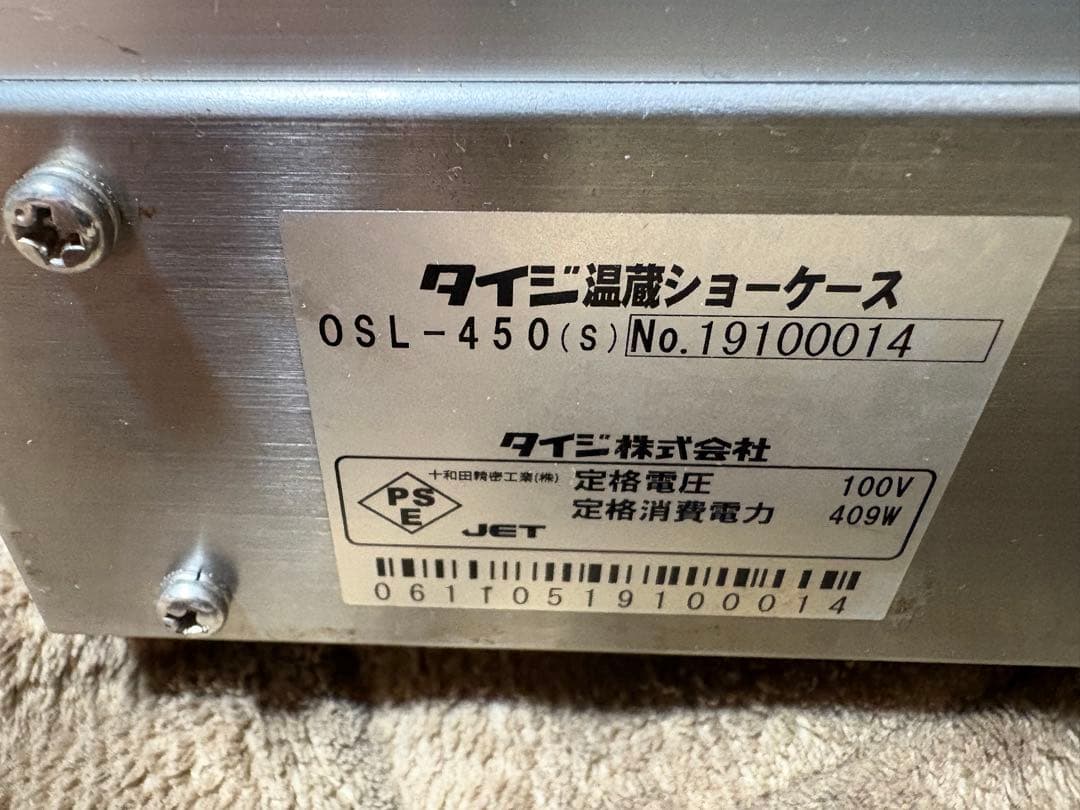 タイジ温蔵ショーケース
OSL-450(S) No.19100014
タイジ株式会社
PSE
十和田精密工業(株)
JET
定格電圧 100V
定格消費電力 409W
06110519100014